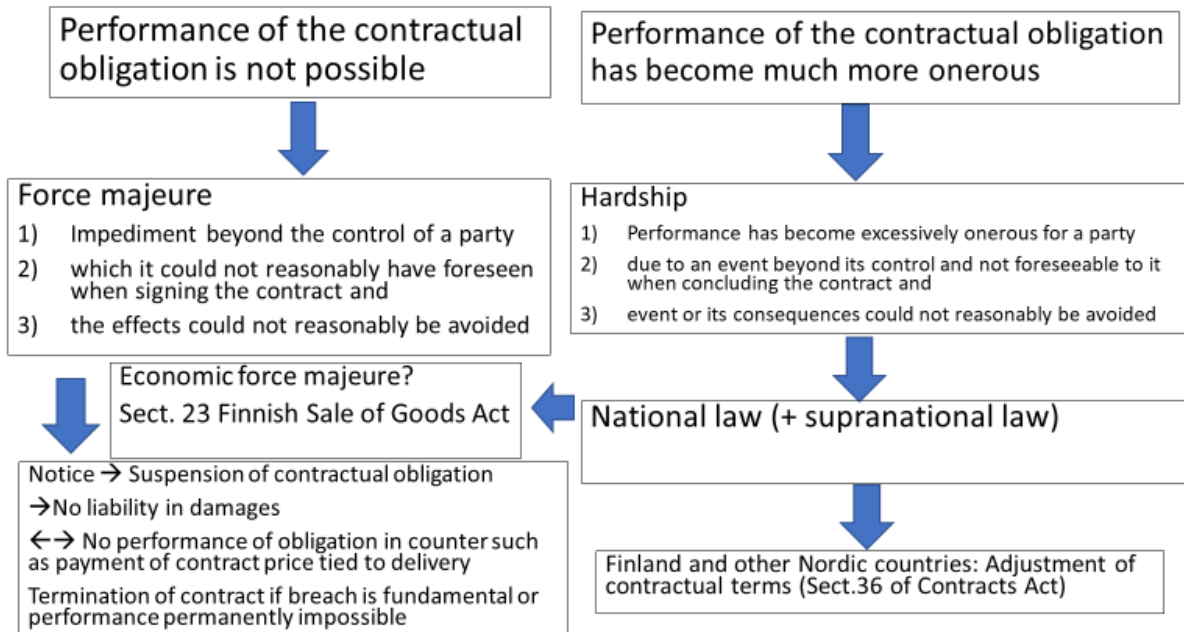 Performance of the contractual
obligation is not possible
Performance of the contractual obligation
has become much more onerous
Force majeure
1) Impediment beyond the control of a party
2) which it could not reasonably have foreseen
when signing the contract and
3) the effects could not reasonably be avoided
Hardship
1) Performance has become excessively onerous for a party
2) due to an event beyond its control and not foreseeable to it
when concluding the contract and
3) event or its consequences could not reasonably be avoided
Economic force majeure?
Sect. 23 Finnish Sale of Goods Act
National law (+ supranational law)
Notice → Suspension of contractual obligation
→No liability in damages
←→ No performance of obligation in counter such
as payment of contract price tied to delivery
Termination of contract if breach is fundamental or
performance permanently impossible
Finland and other Nordic countries: Adjustment of
contractual terms (Sect.36 of Contracts Act)